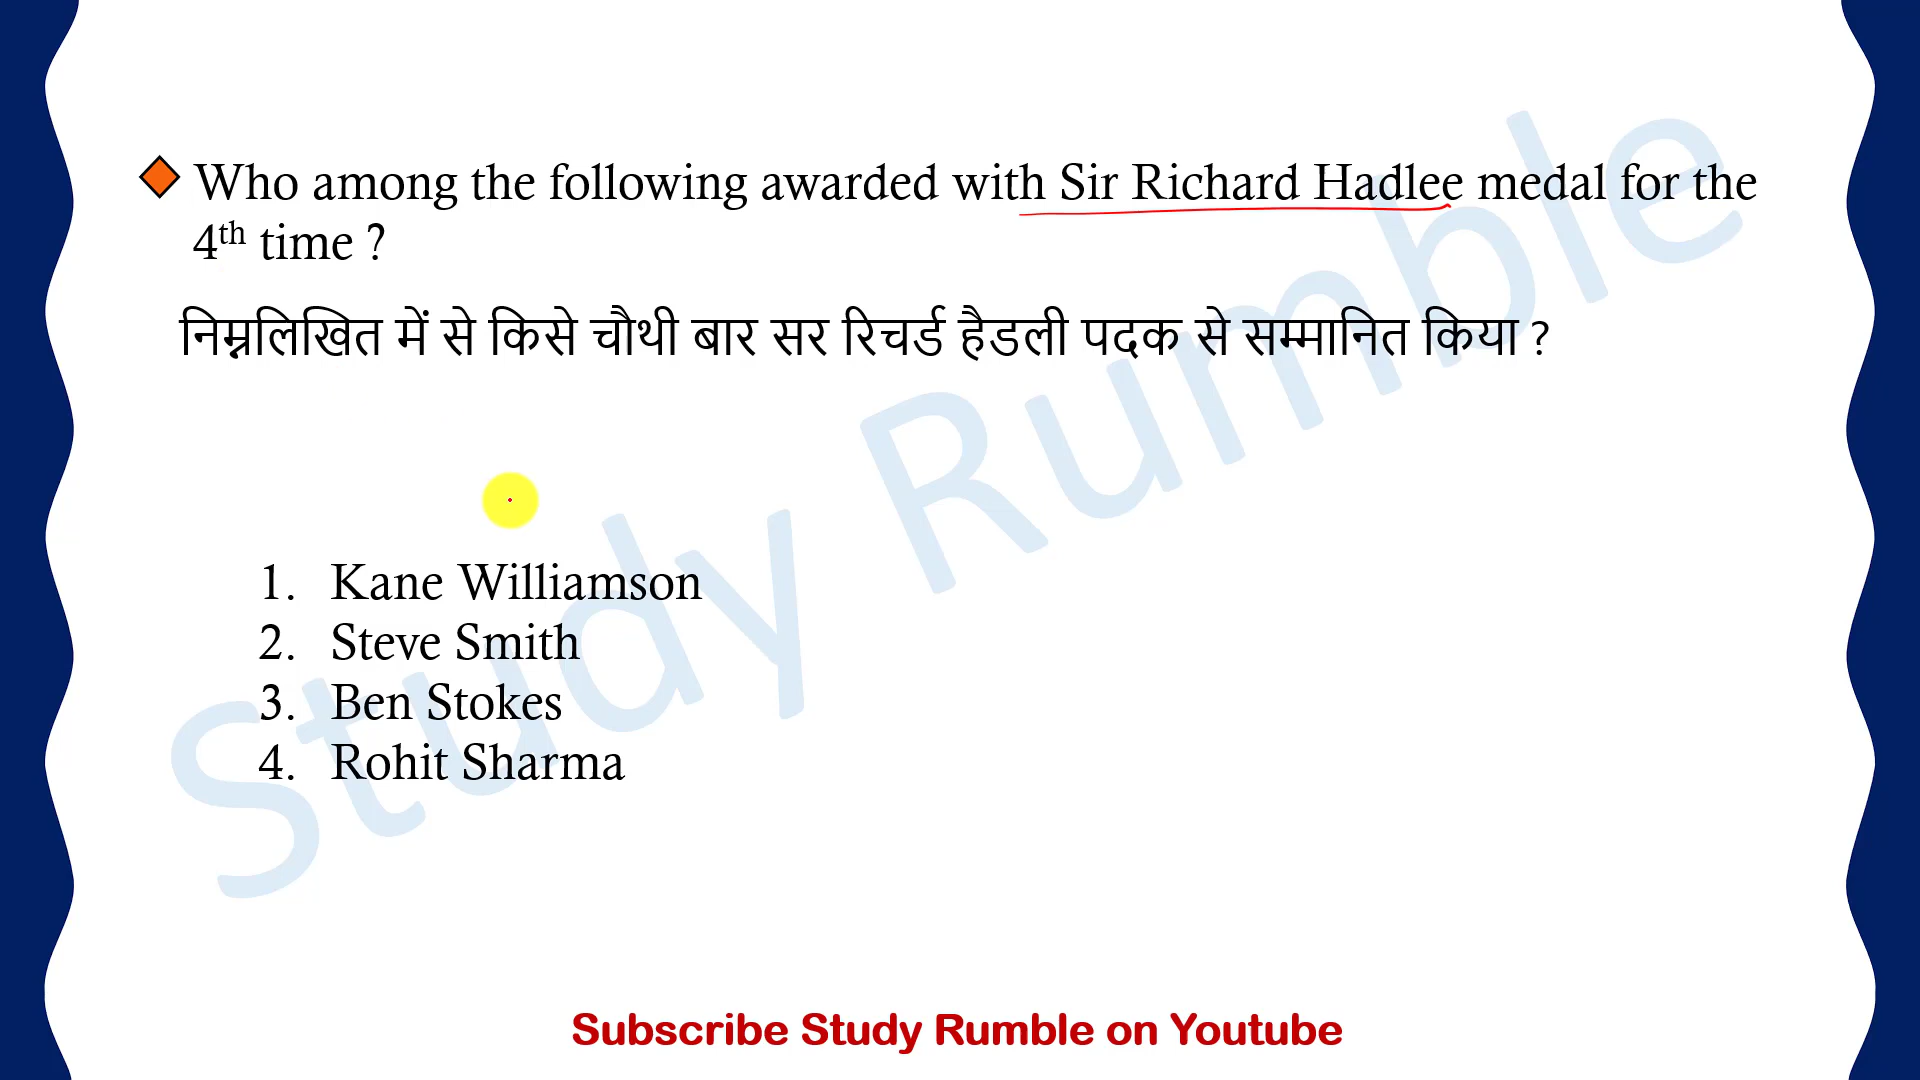 Who among the following awarded with Sir Richard Hadlee medal for the
4th time ?
निम्नलिखित में से किसे चौथी बार सर रिचर्ड हैडली पदक से सम्मानित किया ?
1. Kane Williamson
2. Steve Smith
3. Ben Stokes
4. Rohit Sharma
Study Rumble
Subscribe Study Rumble on Youtube